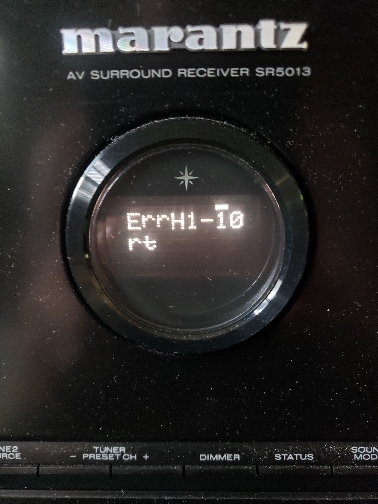 marantz
AV SURROUND RECEIVER SR5013
ErrH1-10
rt
TUNER
- PRESET CH +
DIMMER
STATUS